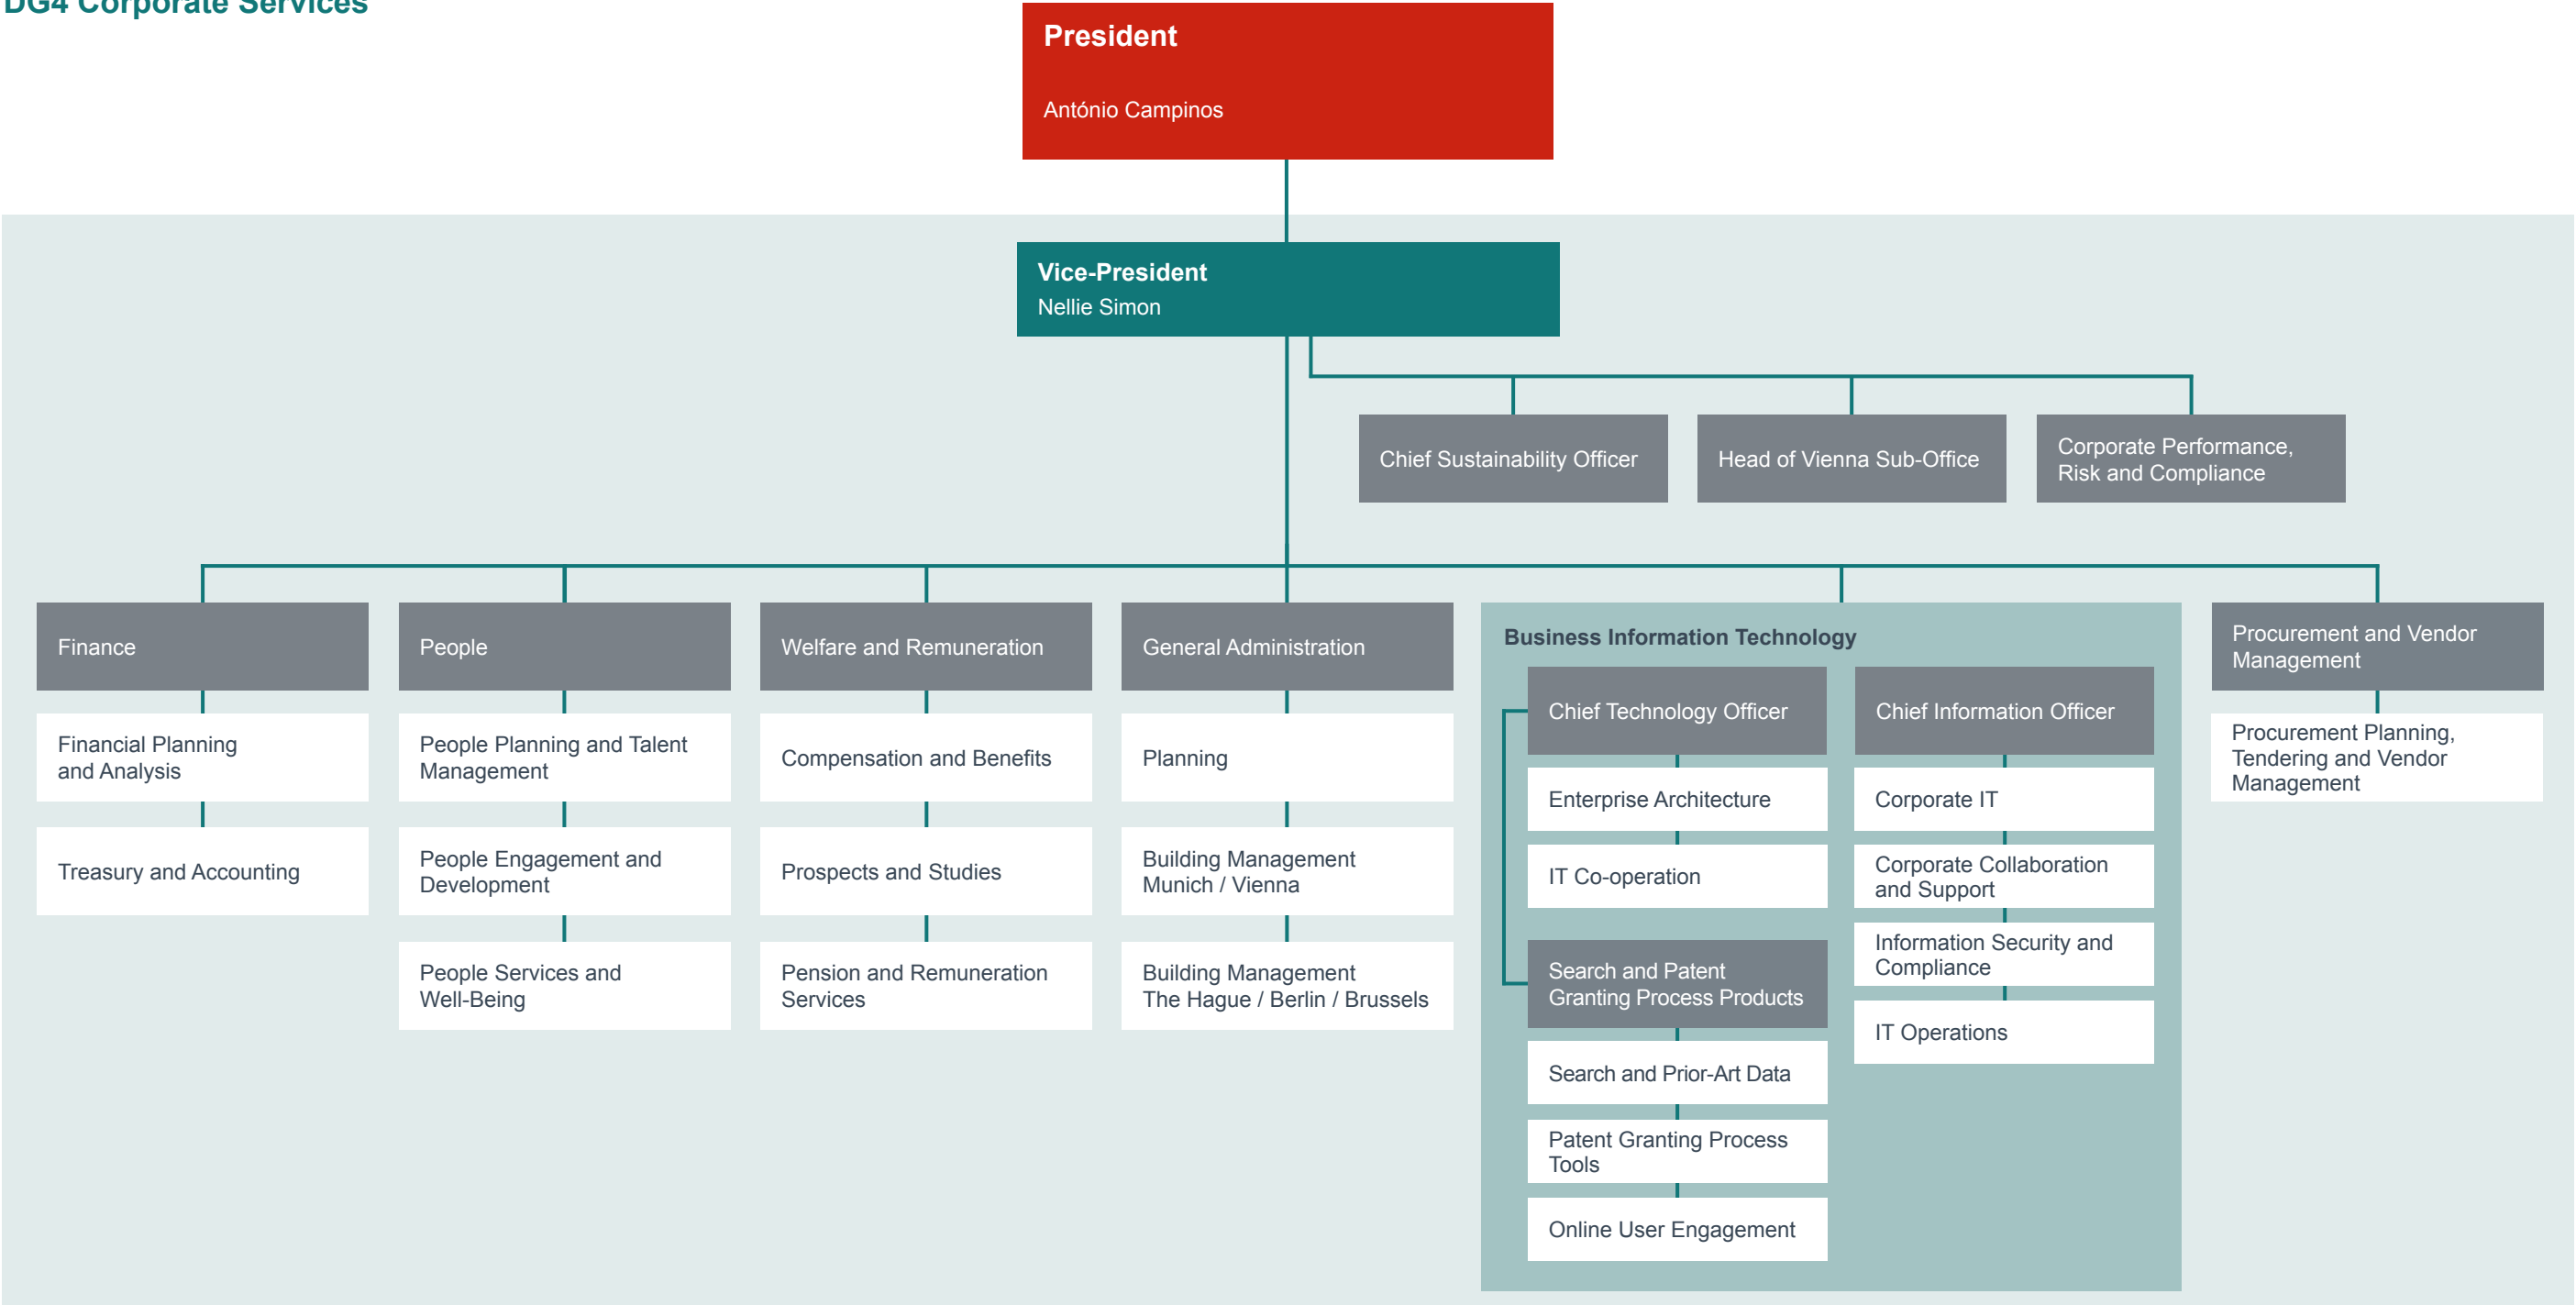 DG4 Corporate Services
President
António Campinos
Vice-President
Nellie Simon
Chief Sustainability Officer
Head of Vienna Sub-Office
Corporate Performance,
Risk and Compliance
Finance
Financial Planning
and Analysis
Treasury and Accounting
People
People Planning and Talent
Management
People Engagement and
Development
People Services and
Well-Being
Welfare and Remuneration
Compensation and Benefits
Prospects and Studies
Pension and Remuneration
Services
General Administration
Planning
Building Management
Munich / Vienna
Building Management
The Hague / Berlin / Brussels
Business Information Technology
Chief Technology Officer
Enterprise Architecture
IT Co-operation
Search and Patent
Granting Process Products
Search and Prior-Art Data
Patent Granting Process
Tools
Online User Engagement
Chief Information Officer
Corporate IT
Corporate Collaboration
and Support
Information Security and
Compliance
IT Operations
Procurement and Vendor
Management
Procurement Planning,
Tendering and Vendor
Management